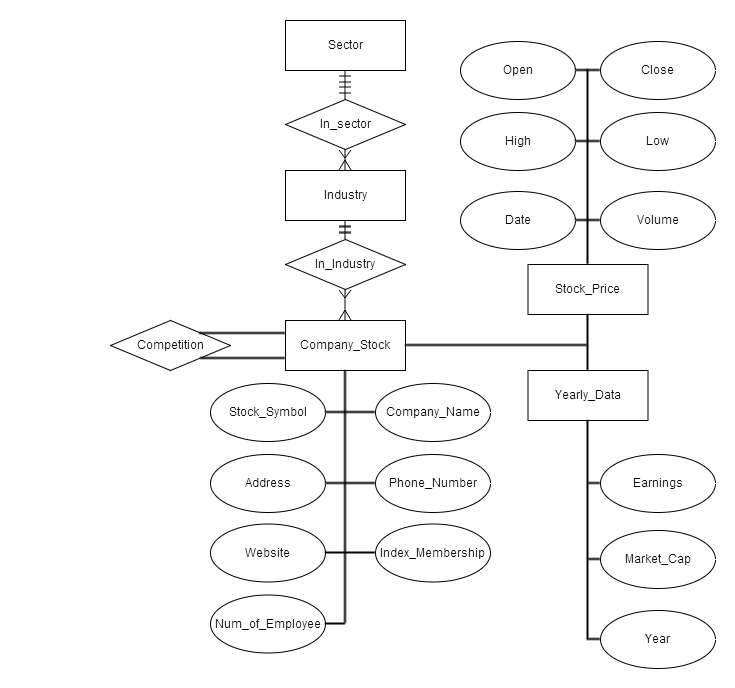 Sector
Open
Close
In_sector
High
Low
Industry
Date
Volume
In_Industry
Stock_Price
Competition
Company_Stock
Yearly_Data
Stock_Symbol
Company_Name
Address
Phone_Number
Earnings
Website
Index_Membership
Market_Cap
Num_of_Employee
Year